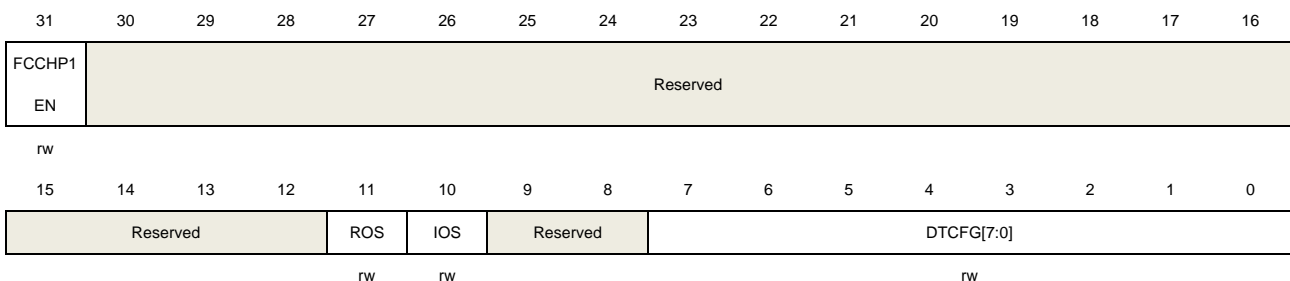 31 30 29 28 27 26 25 24 23 22 21 20 19 18 17 16
FCCHP1
EN
Reserved
rw
15 14 13 12 11 10 9 8 7 6 5 4 3 2 1 0
Reserved ROS IOS Reserved DTCFG[7:0]
rw rw rw